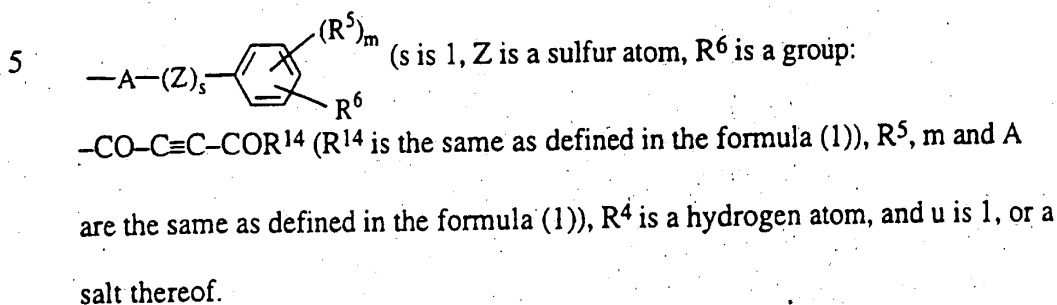 5
(R⁵)ₘ
—A—(Z)ₛ— (s is 1, Z is a sulfur atom, R⁶ is a group:
R⁶
–CO–C≡C–COR¹⁴ (R¹⁴ is the same as defined in the formula (1)), R⁵, m and A
are the same as defined in the formula (1)), R⁴ is a hydrogen atom, and u is 1, or a
salt thereof.